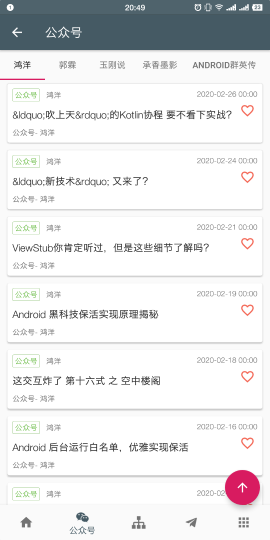 20:49
公众号
鸿洋
郭霖
玉刚说
承香墨影
ANDROID群英传
公众号 鸿洋 2020-02-26 00:00
&ldquo;吹上天&rdquo;的Kotlin协程 要不看下实战?
公众号- 鸿洋
公众号 鸿洋 2020-02-25 00:00
&ldquo;新技术&rdquo; 又来了?
公众号- 鸿洋
公众号 鸿洋 2020-02-21 00:00
ViewStub你肯定听过，但是这些细节了解吗?
公众号- 鸿洋
公众号 鸿洋 2020-02-19 00:00
Android 黑科技保活实现原理揭秘
公众号- 鸿洋
公众号 鸿洋 2020-02-18 00:00
这交互炸了 第十六式 之 空中楼阁
公众号- 鸿洋
公众号 鸿洋 2020-02-16 00:00
Android 后台运行白名单，优雅实现保活
公众号- 鸿洋
公众号 鸿洋
公众号